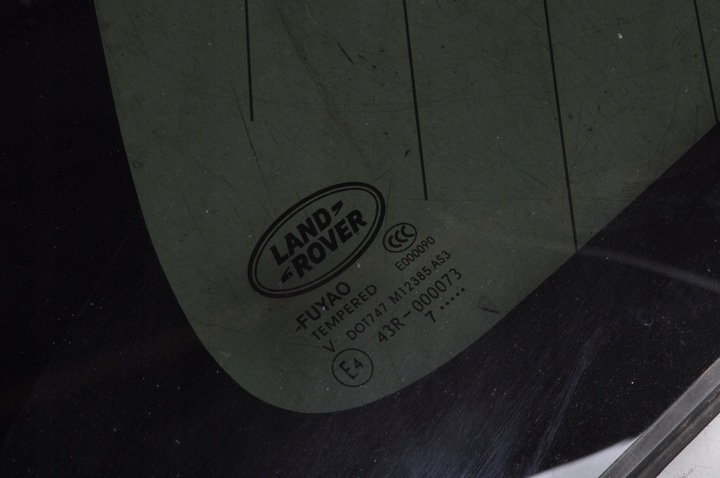 LAND
ROVER
CCC
E000090
FUYAO
TEMPERED
V DOT747 M12385 AS3
E4 43R-000073
7 .....